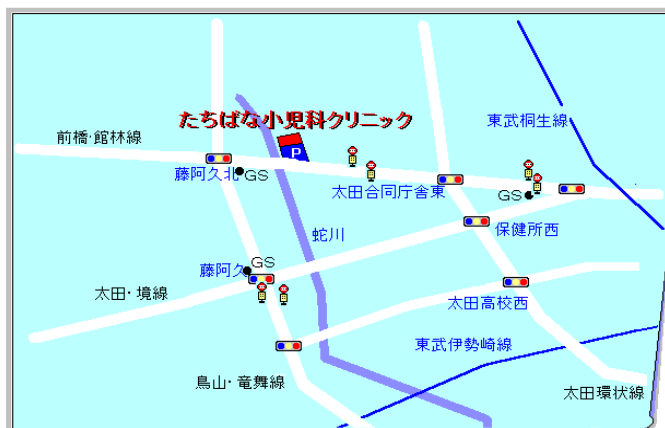 たちばな小児科クリニック
東武桐生線
前橋・館林線
P
藤阿久北
GS
太田合同庁舎東
GS
保健所西
蛇川
GS
藤阿久
太田・境線
太田高校西
東武伊勢崎線
鳥山・竜舞線
太田環状線